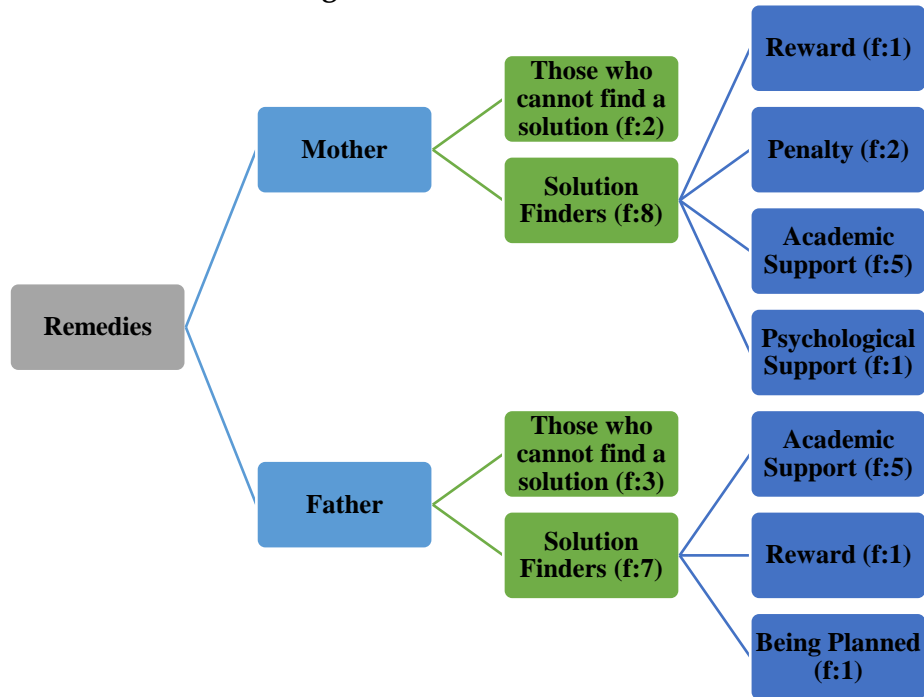 Remedies
Mother
Those who
cannot find a
solution (f:2)
Solution
Finders (f:8)
Reward (f:1)
Penalty (f:2)
Academic
Support (f:5)
Psychological
Support (f:1)
Father
Those who
cannot find a
solution (f:3)
Solution
Finders (f:7)
Academic
Support (f:5)
Reward (f:1)
Being Planned
(f:1)